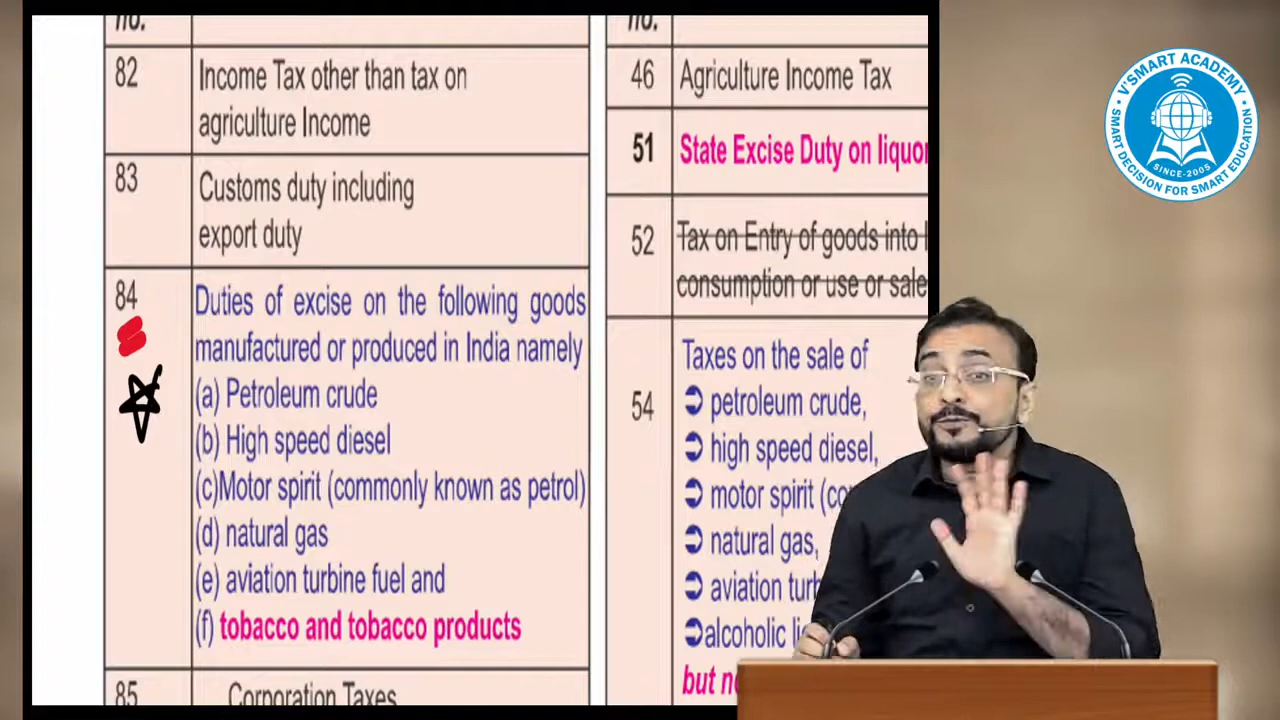 no.
82
Income Tax other than tax on
agriculture Income
83
Customs duty including
export duty
84
Duties of excise on the following goods
manufactured or produced in India namely
(a) Petroleum crude
(b) High speed diesel
(c)Motor spirit (commonly known as petrol)
(d) natural gas
(e) aviation turbine fuel and
(f) tobacco and tobacco products
85
Corporation Taxes
no.
46
Agriculture Income Tax
51
State Excise Duty on liquor
52
Tax on Entry of goods into
consumption or use or sale
54
Taxes on the sale of
petroleum crude,
high speed diesel,
motor spirit
natural gas,
aviation
alcoholic
but
V'SMART ACADEMY
SINCE-2005
SMART DECISION FOR SMART EDUCATION